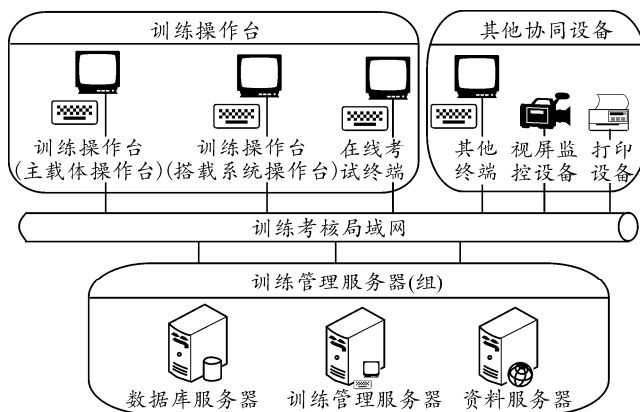 训练操作台
其他协同设备
训练操作台
(主载体操作台)
训练操作台
(搭载系统操作台)
在线考
试终端
其他
终端
视屏监
控设备
打印
设备
训练考核局域网
训练管理服务器(组)
数据库服务器
训练管理服务器
资料服务器